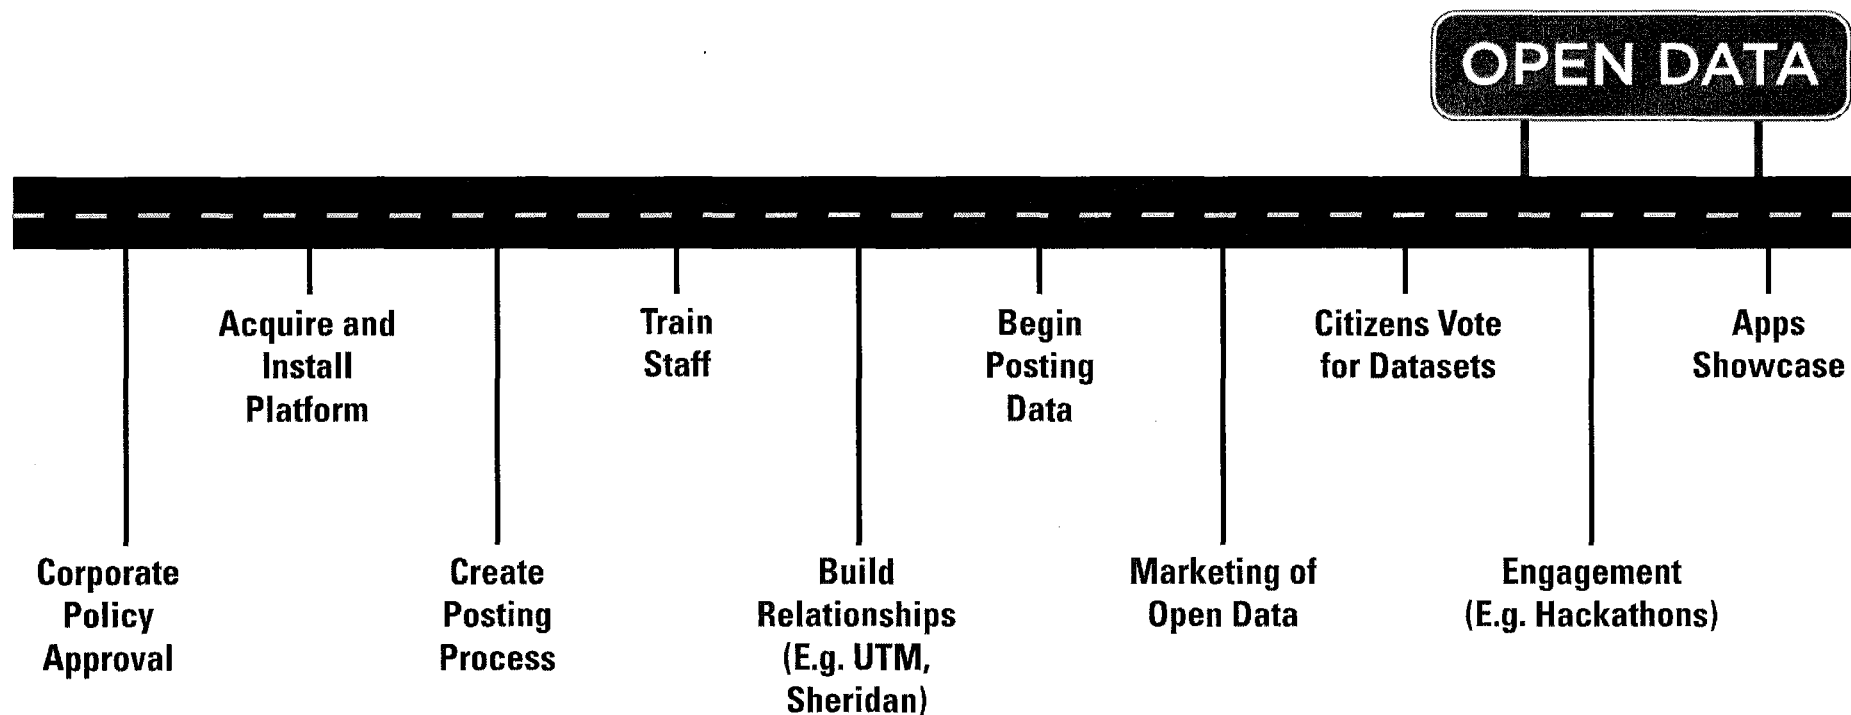 OPEN DATA
Corporate
Policy
Approval
Acquire and
Install
Platform
Create
Posting
Process
Train
Staff
Build
Relationships
(E.g. UTM,
Sheridan)
Begin
Posting
Data
Marketing of
Open Data
Citizens Vote
for Datasets
Engagement
(E.g. Hackathons)
Apps
Showcase